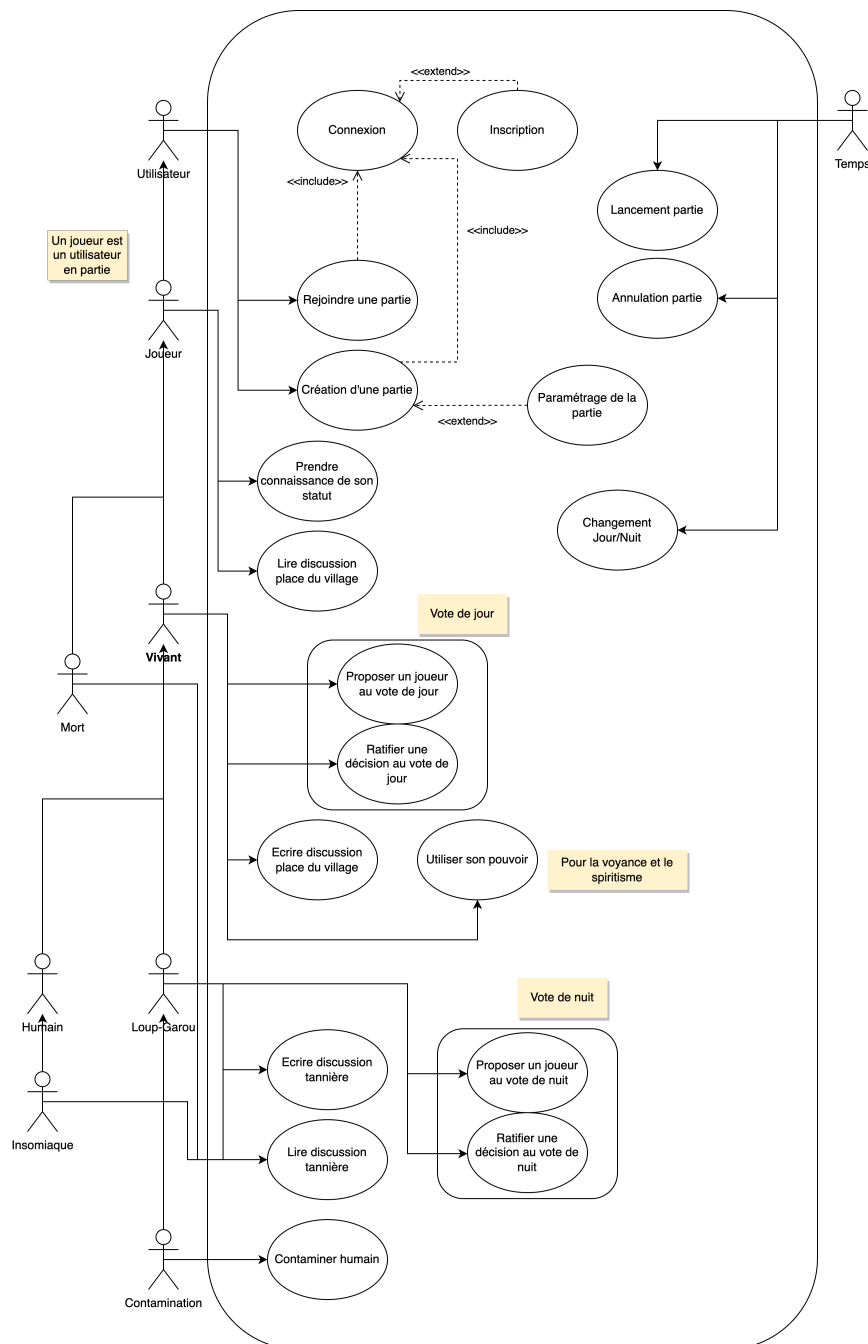 <<extend>>
Connexion
Inscription
Utilisateur
Temps
<<include>>
Lancement partie
<<include>>
Un joueur est
un utilisateur
en partie
Rejoindre une partie
Annulation partie
Joueur
Création d'une partie
Paramétrage de la
partie
<<extend>>
Prendre
connaissance de son
statut
Changement
Jour/Nuit
Lire discussion
place du village
Vote de jour
Vivant
Proposer un joueur
au vote de jour
Mort
Ratifier une
décision au vote de
jour
Ecrire discussion
place du village
Utiliser son pouvoir
Pour la voyance et le
spiritisme
Vote de nuit
Humain
Loup-Garou
Ecrire discussion
tannière
Proposer un joueur
au vote de nuit
Insomiaque
Lire discussion
tannière
Ratifier une
décision au vote de
nuit
Contaminer humain
Contamination